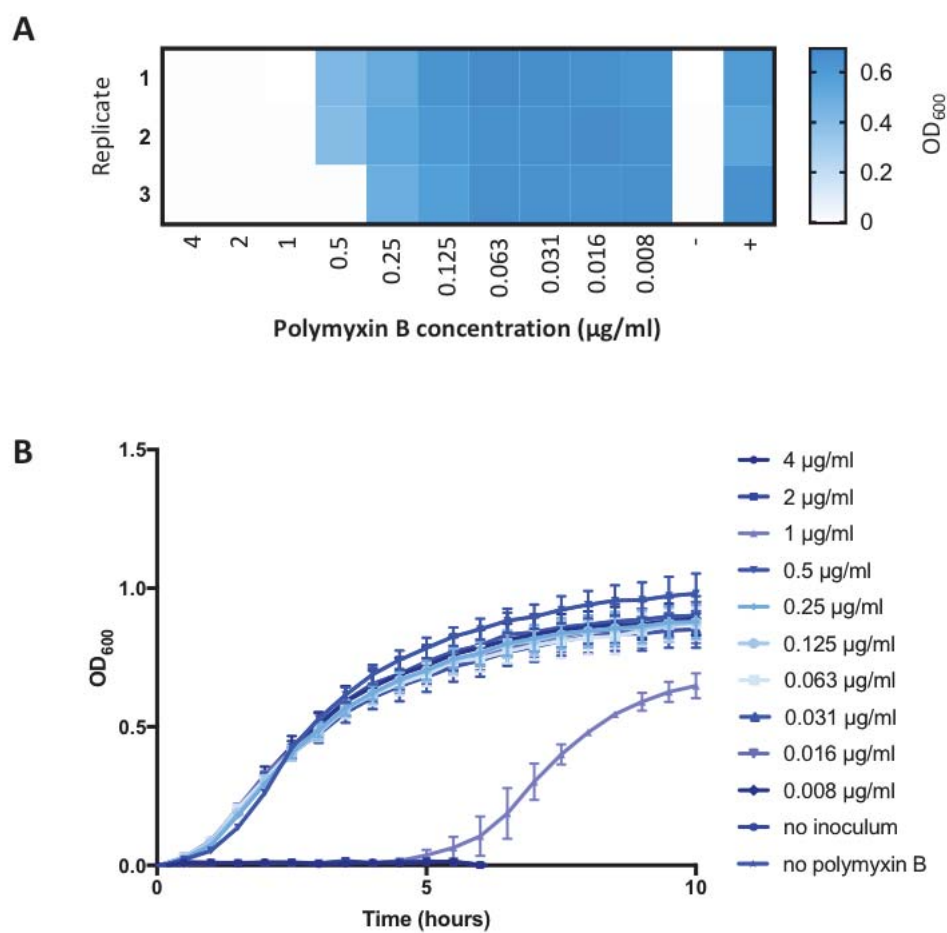 A
Replicate
1
2
3
4 2 1 0.5 0.25 0.125 0.063 0.031 0.016 0.008 - +
Polymyxin B concentration (µg/ml)
0.6
0.4
0.2
0
OD600
B
OD600
1.5
1.0
0.5
0.0
0 5 10
Time (hours)
4 µg/ml
2 µg/ml
1 µg/ml
0.5 µg/ml
0.25 µg/ml
0.125 µg/ml
0.063 µg/ml
0.031 µg/ml
0.016 µg/ml
0.008 µg/ml
no inoculum
no polymyxin B